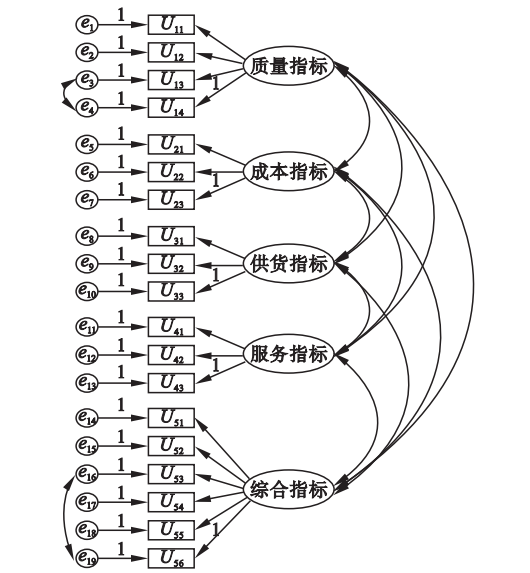 e1 1 U11
e2 1 U12
质量指标
e3 1 U13
1
e4 1 U14
e5 1 U21
e6 1 U22 成本指标
1
e7 1 U23
e8 1 U31
e9 1 U32 供货指标
1
e10 1 U33
e11 1 U41
e12 1 U42 服务指标
1
e13 1 U43
e14 1 U51
e15 1 U52
e16 1 U53
综合指标
e17 1 U54
e18 1 U55
1
e19 1 U56